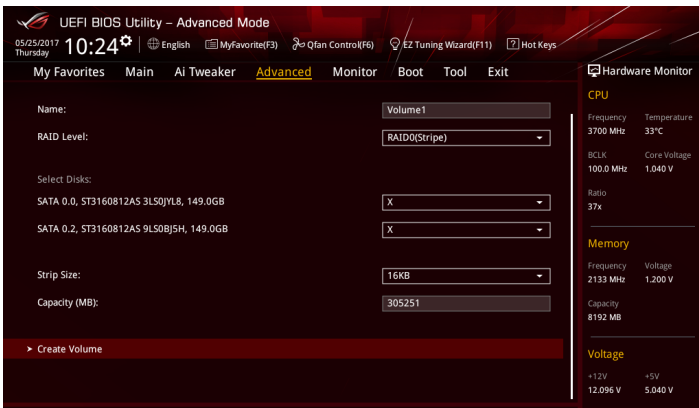 UEFI BIOS Utility – Advanced Mode
05/25/2017 Thursday 10:24 English MyFavorite(F3) Qfan Control(F6) EZ Tuning Wizard(F11) ? Hot Keys
My Favorites Main Ai Tweaker Advanced Monitor Boot Tool Exit
Name: Volume1
RAID Level: RAID0(Stripe)
Select Disks:
SATA 0.0, ST3160812AS 3LS0JYL8, 149.0GB X
SATA 0.2, ST3160812AS 9LS0BJ5H, 149.0GB X
Strip Size: 16KB
Capacity (MB): 305251
> Create Volume
Hardware Monitor
CPU
Frequency Temperature
3700 MHz 33°C
BCLK Core Voltage
100.0 MHz 1.040 V
Ratio
37x
Memory
Frequency Voltage
2133 MHz 1.200 V
Capacity
8192 MB
Voltage
+12V +5V
12.096 V 5.040 V